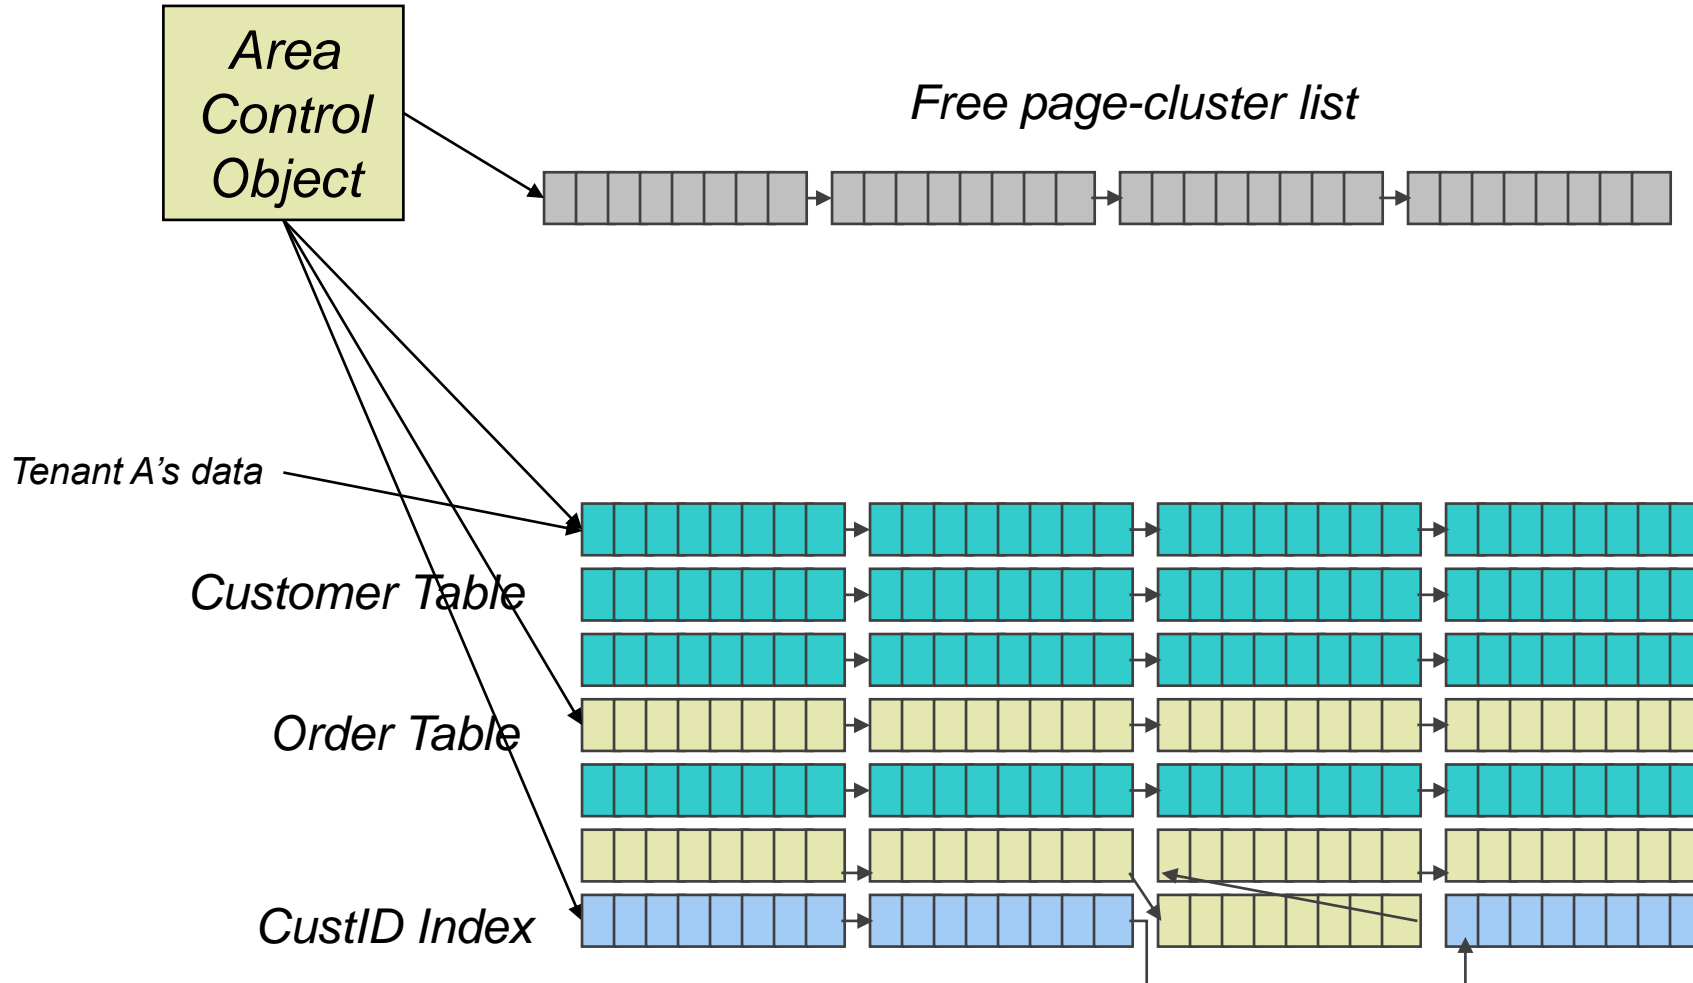 Area
Control
Object
Free page-cluster list
Tenant A’s data
Customer Table
Order Table
CustID Index